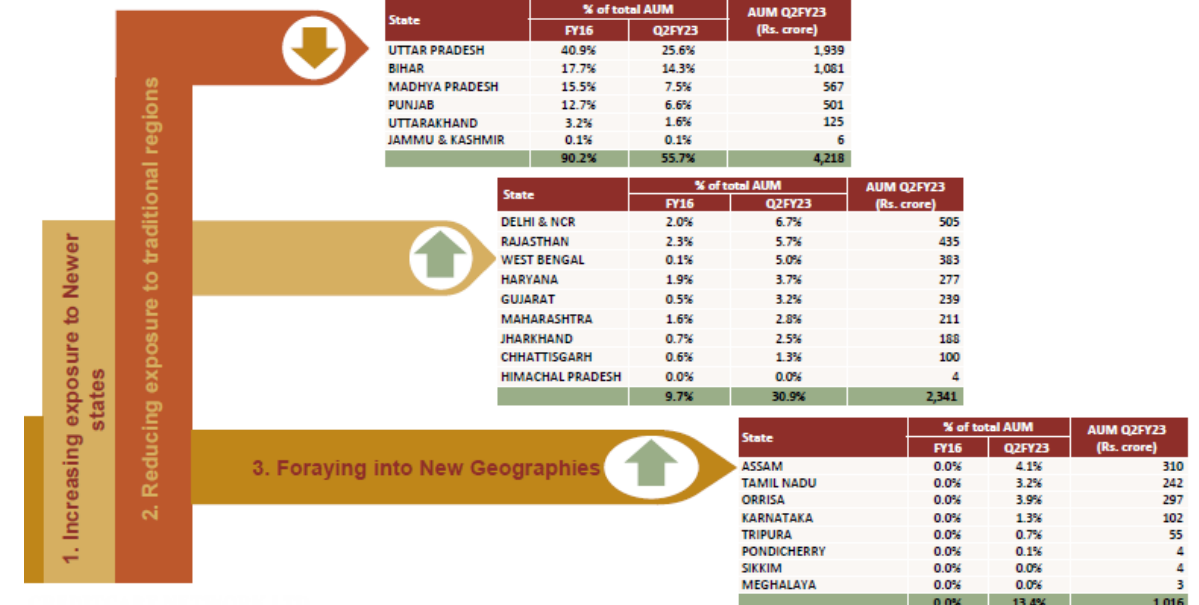 1. Increasing exposure to Newer
states
2. Reducing exposure to traditional regions
State % of total AUM AUM Q2FY23
FY16 Q2FY23 (Rs. crore)
UTTAR PRADESH 40.9% 25.6% 1,939
BIHAR 17.7% 14.3% 1,081
MADHYA PRADESH 15.5% 7.5% 567
PUNJAB 12.7% 6.6% 501
UTTARAKHAND 3.2% 1.6% 125
JAMMU & KASHMIR 0.1% 0.1% 6
90.2% 55.7% 4,218
State % of total AUM AUM Q2FY23
FY16 Q2FY23 (Rs. crore)
DELHI & NCR 2.0% 6.7% 505
RAJASTHAN 2.3% 5.7% 435
WEST BENGAL 0.1% 5.0% 383
HARYANA 1.9% 3.7% 277
GUJARAT 0.5% 3.2% 239
MAHARASHTRA 1.6% 2.8% 211
JHARKHAND 0.7% 2.5% 188
CHHATTISGARH 0.6% 1.3% 100
HIMACHAL PRADESH 0.0% 0.0% 4
9.7% 30.9% 2,341
3. Foraying into New Geographies
State % of total AUM AUM Q2FY23
FY16 Q2FY23 (Rs. crore)
ASSAM 0.0% 4.1% 310
TAMIL NADU 0.0% 3.2% 242
ORRISA 0.0% 3.9% 297
KARNATAKA 0.0% 1.3% 102
TRIPURA 0.0% 0.7% 55
PONDICHERRY 0.0% 0.1% 4
SIKKIM 0.0% 0.0% 4
MEGHALAYA 0.0% 0.0% 3
0.0% 13.4% 1,016